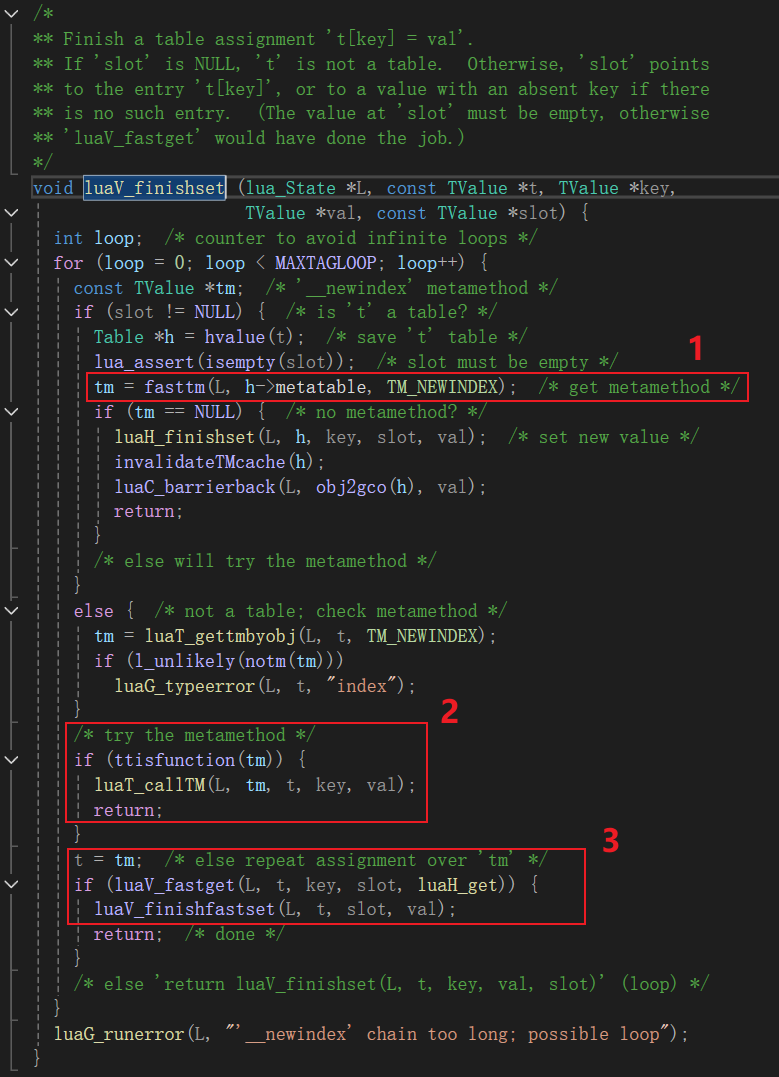 /*
** Finish a table assignment 't[key] = val'.
** If 'slot' is NULL, 't' is not a table.  Otherwise, 'slot' points
** to the entry 't[key]', or to a value with an absent key if there
** is no such entry.  (The value at 'slot' must be empty, otherwise
** 'luaV_fastget' would have done the job.)
*/
void luaV_finishset (lua_State *L, const TValue *t, TValue *key,
                     TValue *val, const TValue *slot) {
  int loop;  /* counter to avoid infinite loops */
  for (loop = 0; loop < MAXTAGLOOP; loop++) {
    const TValue *tm;  /* '__newindex' metamethod */
    if (slot != NULL) {  /* is 't' a table? */
      Table *h = hvalue(t);  /* save 't' table */
      lua_assert(isempty(slot));  /* slot must be empty */
1
      tm = fasttm(L, h->metatable, TM_NEWINDEX);  /* get metamethod */
      if (tm == NULL) {  /* no metamethod? */
        luaH_finishset(L, h, key, slot, val);  /* set new value */
        invalidateTMcache(h);
        luaC_barrierback(L, obj2gco(h), val);
        return;
      }
      /* else will try the metamethod */
    }
    else {  /* not a table; check metamethod */
      tm = luaT_gettmbyobj(L, t, TM_NEWINDEX);
      if (l_unlikely(notm(tm)))
        luaG_typeerror(L, t, "index");
    }
2
    /* try the metamethod */
    if (ttisfunction(tm)) {
      luaT_callTM(L, tm, t, key, val);
      return;
    }
3
    t = tm;  /* else repeat assignment over 'tm' */
    if (luaV_fastget(L, t, key, slot, luaH_get)) {
      luaV_finishfastset(L, t, slot, val);
      return;  /* done */
    }
    /* else 'return luaV_finishset(L, t, key, val, slot)' (loop) */
  }
  luaG_runerror(L, "'__newindex' chain too long; possible loop");
}